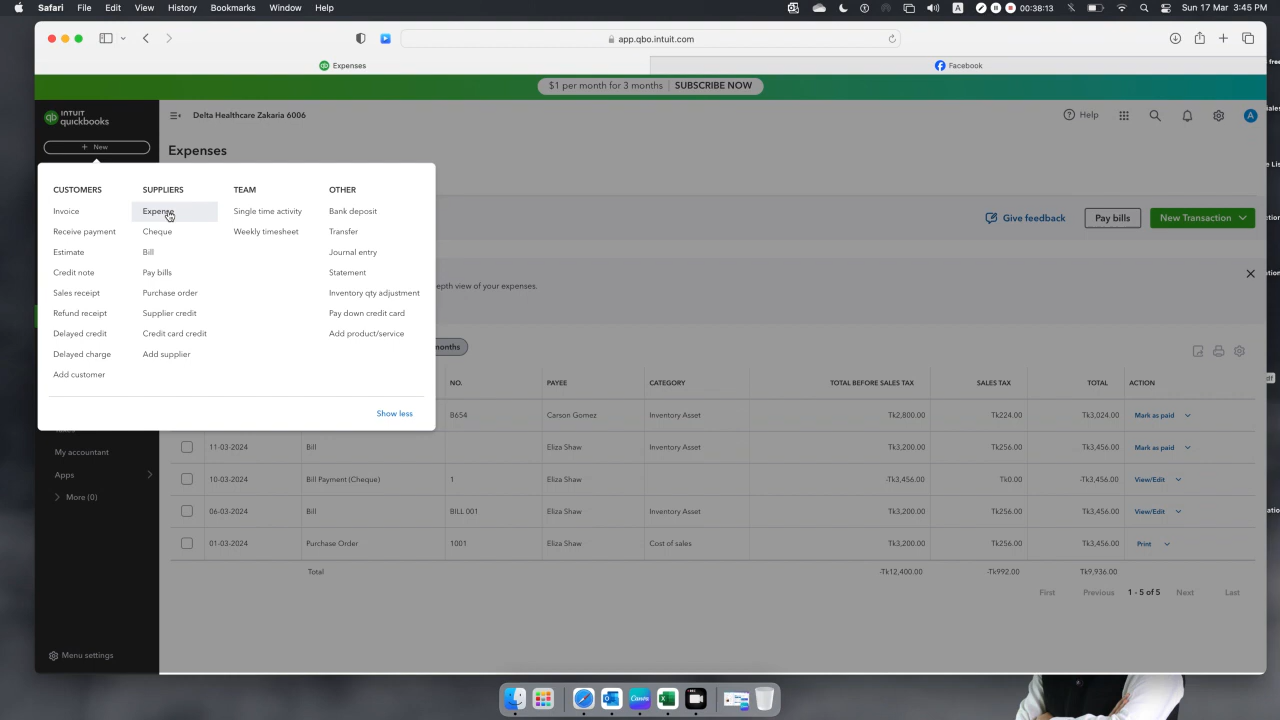 Safari File Edit View History Bookmarks Window Help
A
Sun 17 Mar 3:45 PM
app.qbo.intuit.com
Expenses
Facebook
$1 per month for 3 months SUBSCRIBE NOW
INTUIT
quickbooks
Delta Healthcare Zakaria 6006
Help
A
+ New
Expenses
CUSTOMERS SUPPLIERS TEAM OTHER
Invoice Expense Single time activity Bank deposit
Receive payment Cheque Weekly timesheet Transfer
Estimate Bill Journal entry
Credit note Pay bills Statement
Sales receipt Purchase order Inventory qty adjustment
Refund receipt Supplier credit Pay down credit card
Delayed credit Credit card credit Add product/service
Delayed charge Add supplier
Add customer
Show less
Give feedback
Pay bills
New Transaction
epth view of your expenses.
months
NO. PAYEE CATEGORY TOTAL BEFORE SALES TAX SALES TAX TOTAL ACTION
B654 Carson Gomez Inventory Asset Tk2,800.00 Tk224.00 Tk3,024.00 Mark as paid
11-03-2024 Bill Eliza Shaw Inventory Asset Tk3,200.00 Tk256.00 Tk3,456.00 Mark as paid
10-03-2024 Bill Payment (Cheque) 1 Eliza Shaw -Tk3,456.00 Tk0.00 -Tk3,456.00 View/Edit
06-03-2024 Bill BILL 001 Eliza Shaw Inventory Asset Tk3,200.00 Tk256.00 Tk3,456.00 View/Edit
01-03-2024 Purchase Order 1001 Eliza Shaw Cost of sales Tk3,200.00 Tk256.00 Tk3,456.00 Print
Total -Tk12,400.00 -Tk992.00 Tk9,936.00
First Previous 1 - 5 of 5 Next Last
My accountant
Apps
More (0)
Menu settings
Canva